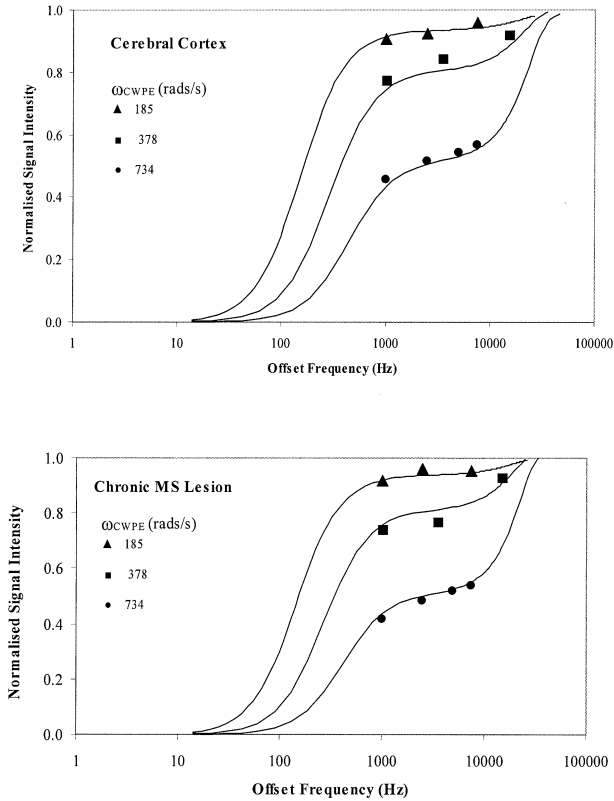 1.0
Cerebral Cortex
0.8
ωCWPE (rads/s)
185
378
734
0.6
0.4
0.2
0.0
Normalised Signal Intensity
1 10 100 1000 10000 100000
Offset Frequency (Hz)
1.0
Chronic MS Lesion
0.8
ωCWPE (rads/s)
185
378
734
0.6
0.4
0.2
0.0
Normalised Signal Intensity
1 10 100 1000 10000 100000
Offset Frequency (Hz)